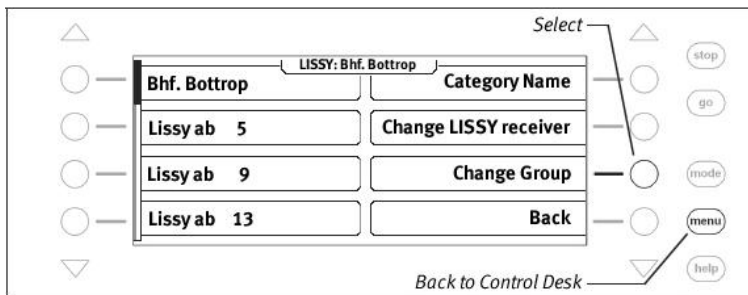 Select
LISSY: Bhf. Bottrop
Bhf. Bottrop
Category Name
Lissy ab 5
Change LISSY receiver
Lissy ab 9
Change Group
Lissy ab 13
Back
stop
go
mode
menu
help
Back to Control Desk